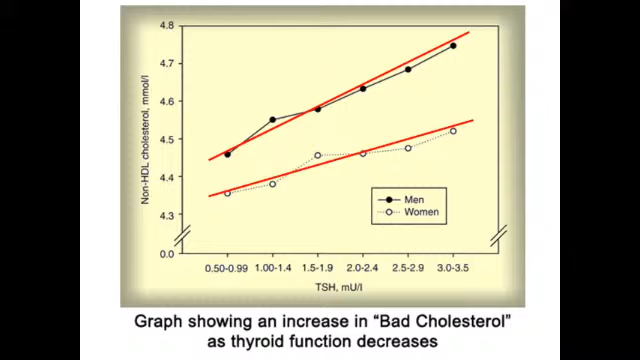 4.8
4.7
4.6
4.5
4.4
4.3
0.0
Non-HDL cholesterol, mmol/l
Men
Women
0.50-0.99 1.00-1.4 1.5-1.9 2.0-2.4 2.5-2.9 3.0-3.5
TSH, mU/l
Graph showing an increase in “Bad Cholesterol”
as thyroid function decreases